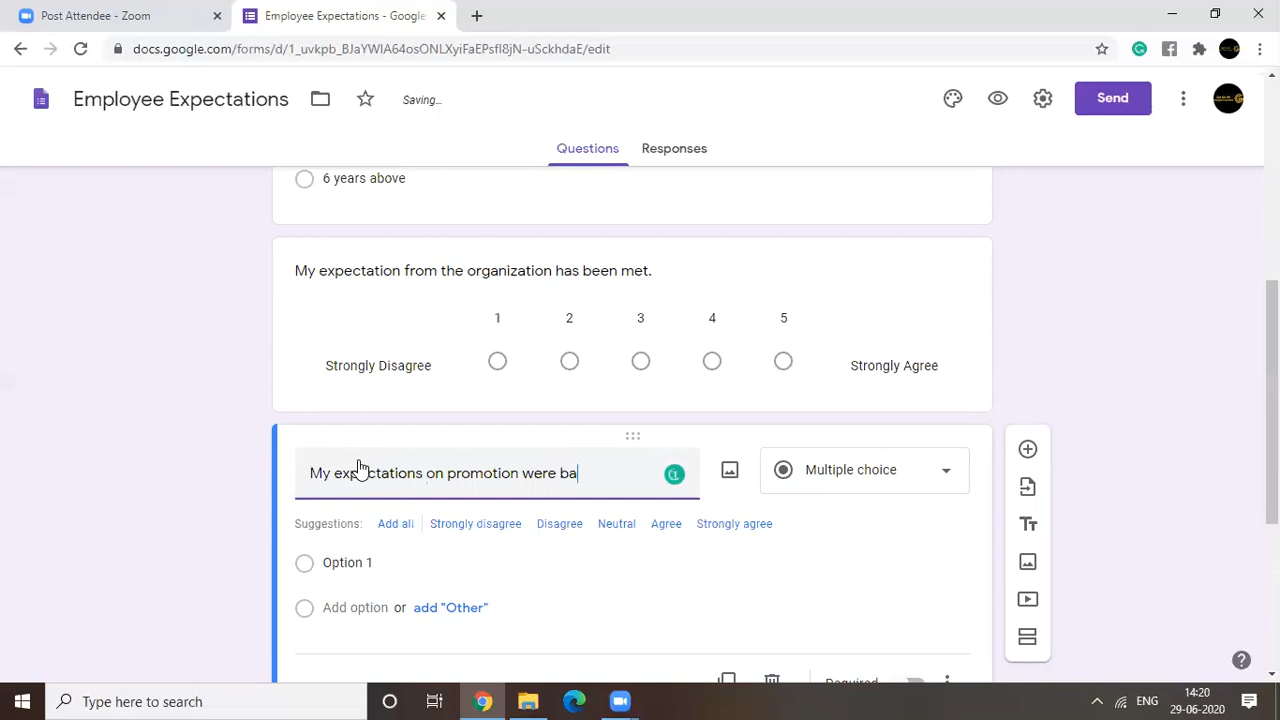 Post Attendee - Zoom
Employee Expectations - Google
docs.google.com/forms/d/1_uvkpb_BJaYWIA64osONLXyiFaEPsfl8jN-uSckhdaE/edit
Employee Expectations
Saving...
Send
Questions
Responses
6 years above
My expectation from the organization has been met.
1 2 3 4 5
Strongly Disagree
Strongly Agree
My expectations on promotion were ba
Multiple choice
Suggestions: Add all Strongly disagree Disagree Neutral Agree Strongly agree
Option 1
Add option or add "Other"
Required
Type here to search
ENG
14:20
29-06-2020